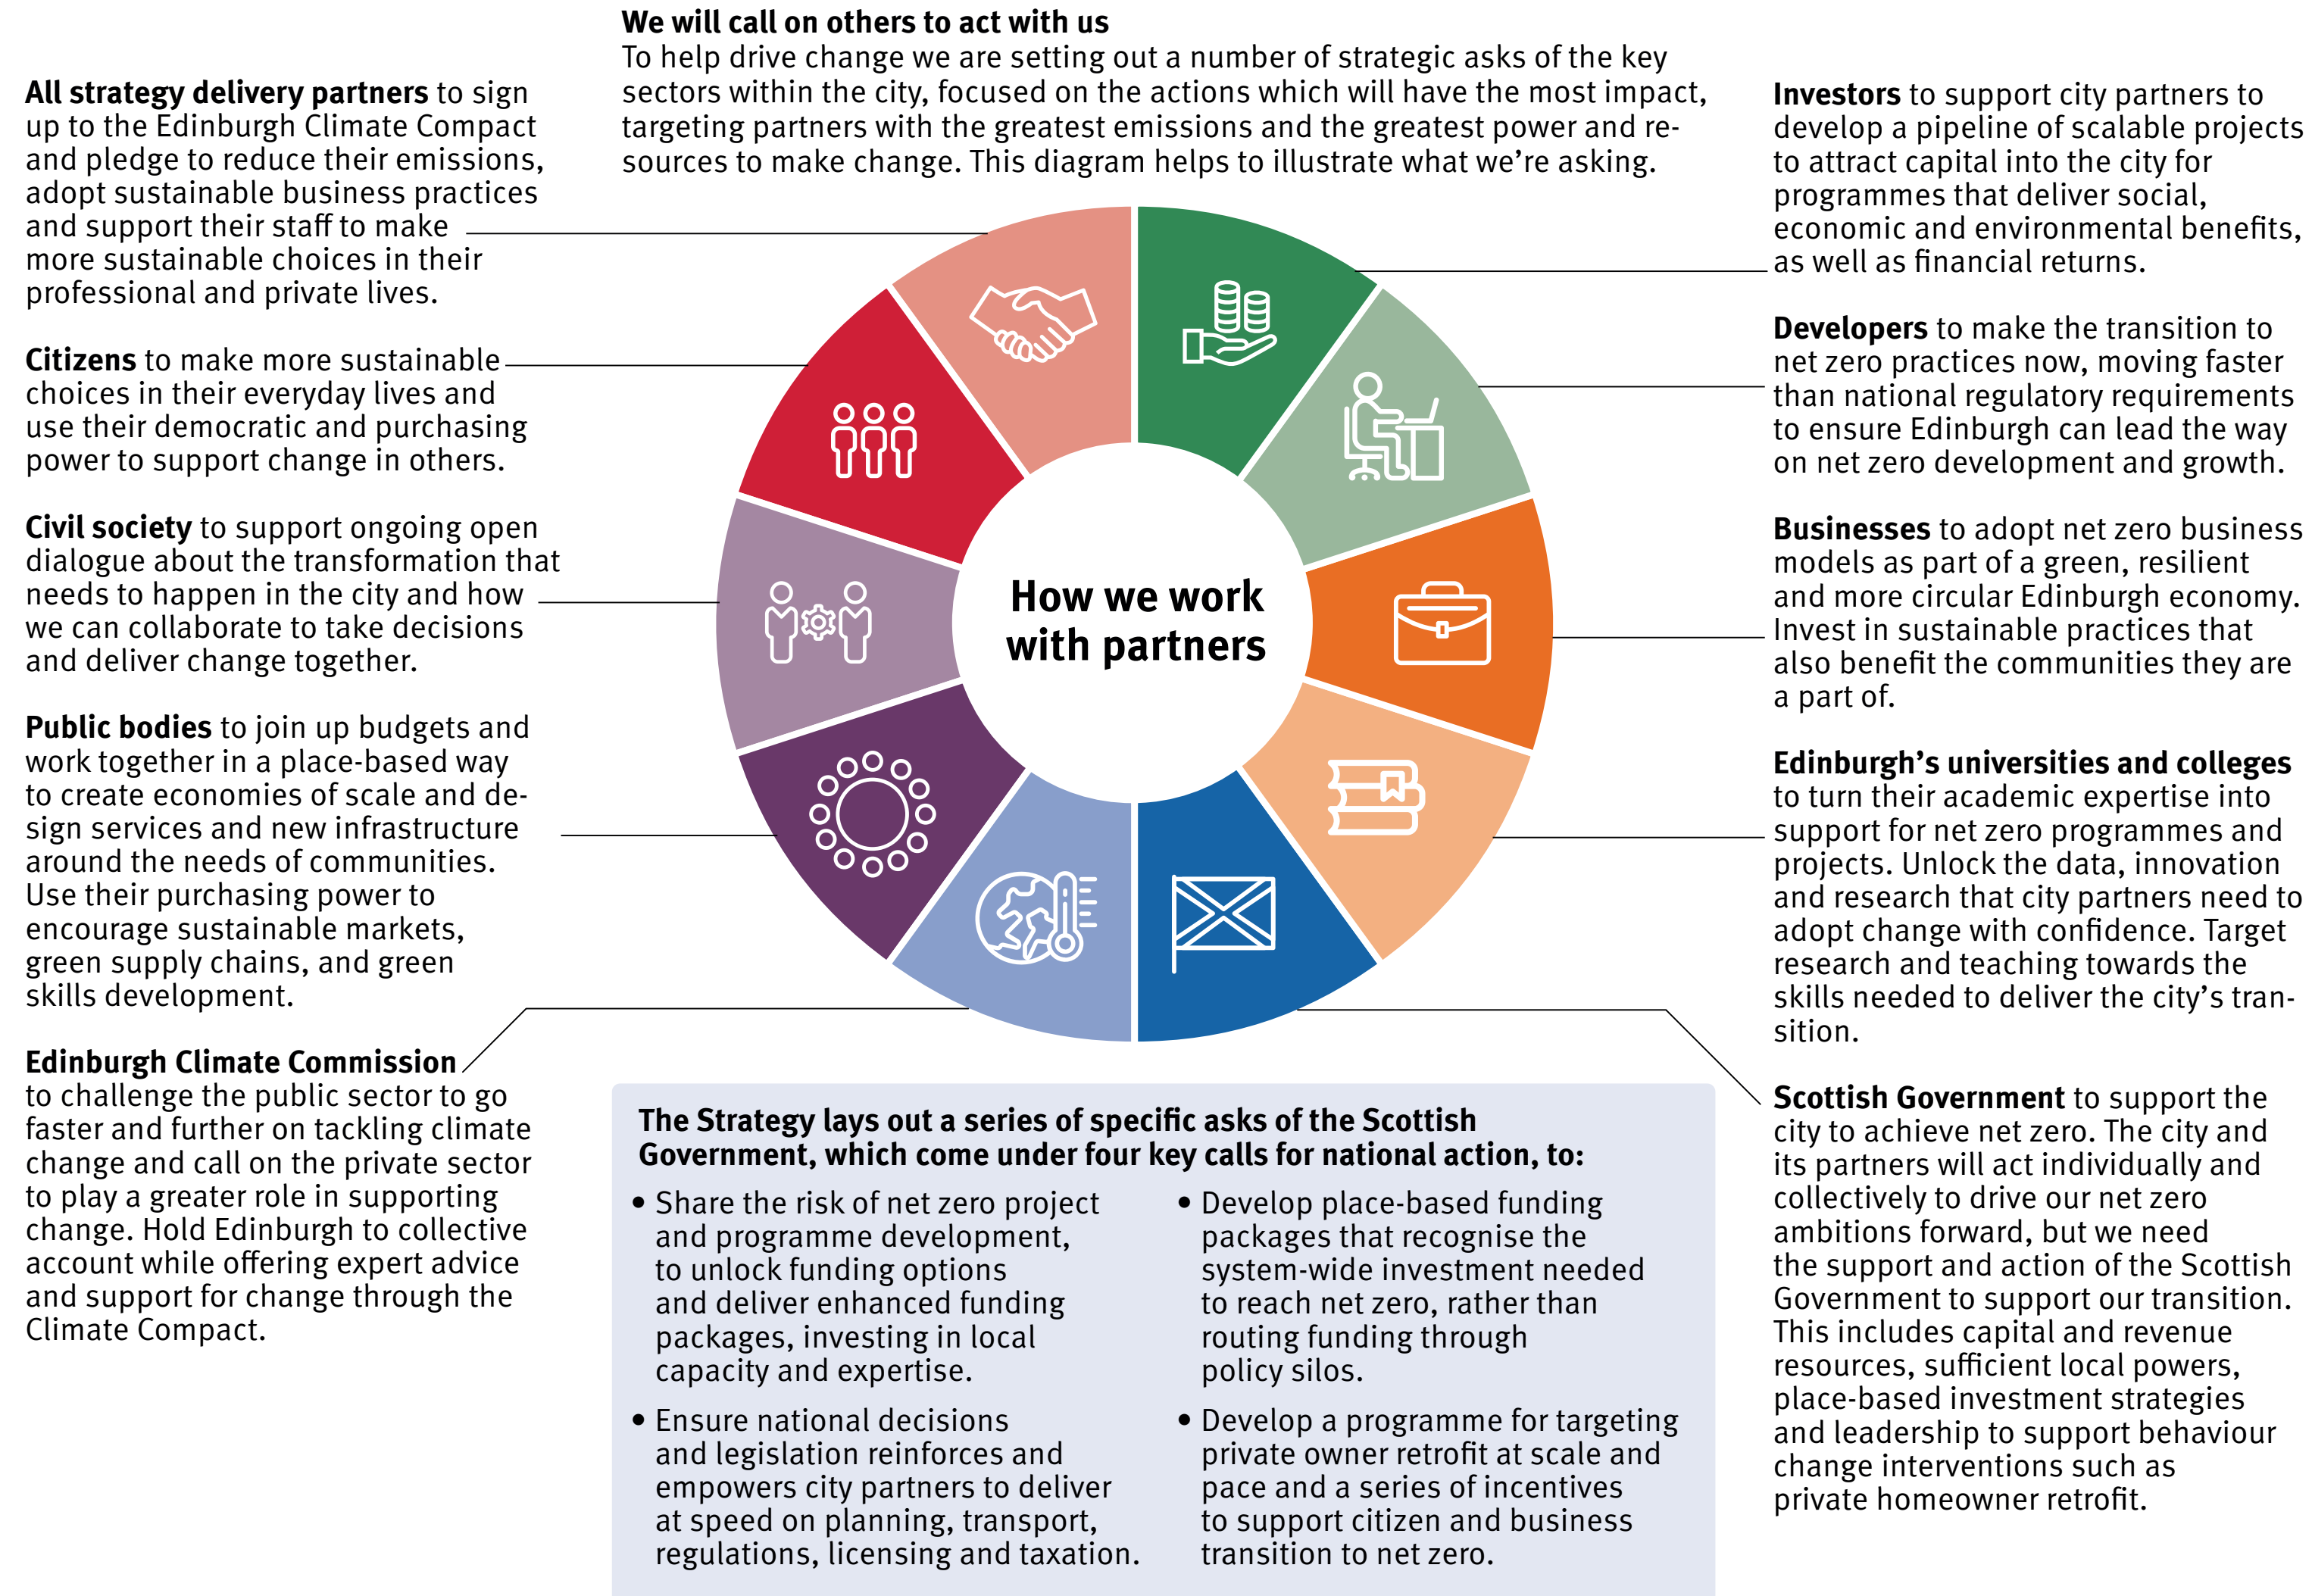 We will call on others to act with us
To help drive change we are setting out a number of strategic asks of the key
sectors within the city, focused on the actions which will have the most impact,
targeting partners with the greatest emissions and the greatest power and re-
sources to make change. This diagram helps to illustrate what we’re asking.
All strategy delivery partners to sign
up to the Edinburgh Climate Compact
and pledge to reduce their emissions,
adopt sustainable business practices
and support their staff to make
more sustainable choices in their
professional and private lives.
Citizens to make more sustainable
choices in their everyday lives and
use their democratic and purchasing
power to support change in others.
Civil society to support ongoing open
dialogue about the transformation that
needs to happen in the city and how
we can collaborate to take decisions
and deliver change together.
Public bodies to join up budgets and
work together in a place-based way
to create economies of scale and de-
sign services and new infrastructure
around the needs of communities.
Use their purchasing power to
encourage sustainable markets,
green supply chains, and green
skills development.
Edinburgh Climate Commission
to challenge the public sector to go
faster and further on tackling climate
change and call on the private sector
to play a greater role in supporting
change. Hold Edinburgh to collective
account while offering expert advice
and support for change through the
Climate Compact.
How we work
with partners
Investors to support city partners to
develop a pipeline of scalable projects
to attract capital into the city for
programmes that deliver social,
economic and environmental benefits,
as well as financial returns.
Developers to make the transition to
net zero practices now, moving faster
than national regulatory requirements
to ensure Edinburgh can lead the way
on net zero development and growth.
Businesses to adopt net zero business
models as part of a green, resilient
and more circular Edinburgh economy.
Invest in sustainable practices that
also benefit the communities they are
a part of.
Edinburgh’s universities and colleges
to turn their academic expertise into
support for net zero programmes and
projects. Unlock the data, innovation
and research that city partners need to
adopt change with confidence. Target
research and teaching towards the
skills needed to deliver the city’s tran-
sition.
Scottish Government to support the
city to achieve net zero. The city and
its partners will act individually and
collectively to drive our net zero
ambitions forward, but we need
the support and action of the Scottish
Government to support our transition.
This includes capital and revenue
resources, sufficient local powers,
place-based investment strategies
and leadership to support behaviour
change interventions such as
private homeowner retrofit.
The Strategy lays out a series of specific asks of the Scottish
Government, which come under four key calls for national action, to:
• Share the risk of net zero project
and programme development,
to unlock funding options
and deliver enhanced funding
packages, investing in local
capacity and expertise.
• Ensure national decisions
and legislation reinforces and
empowers city partners to deliver
at speed on planning, transport,
regulations, licensing and taxation.
• Develop place-based funding
packages that recognise the
system-wide investment needed
to reach net zero, rather than
routing funding through
policy silos.
• Develop a programme for targeting
private owner retrofit at scale and
pace and a series of incentives
to support citizen and business
transition to net zero.